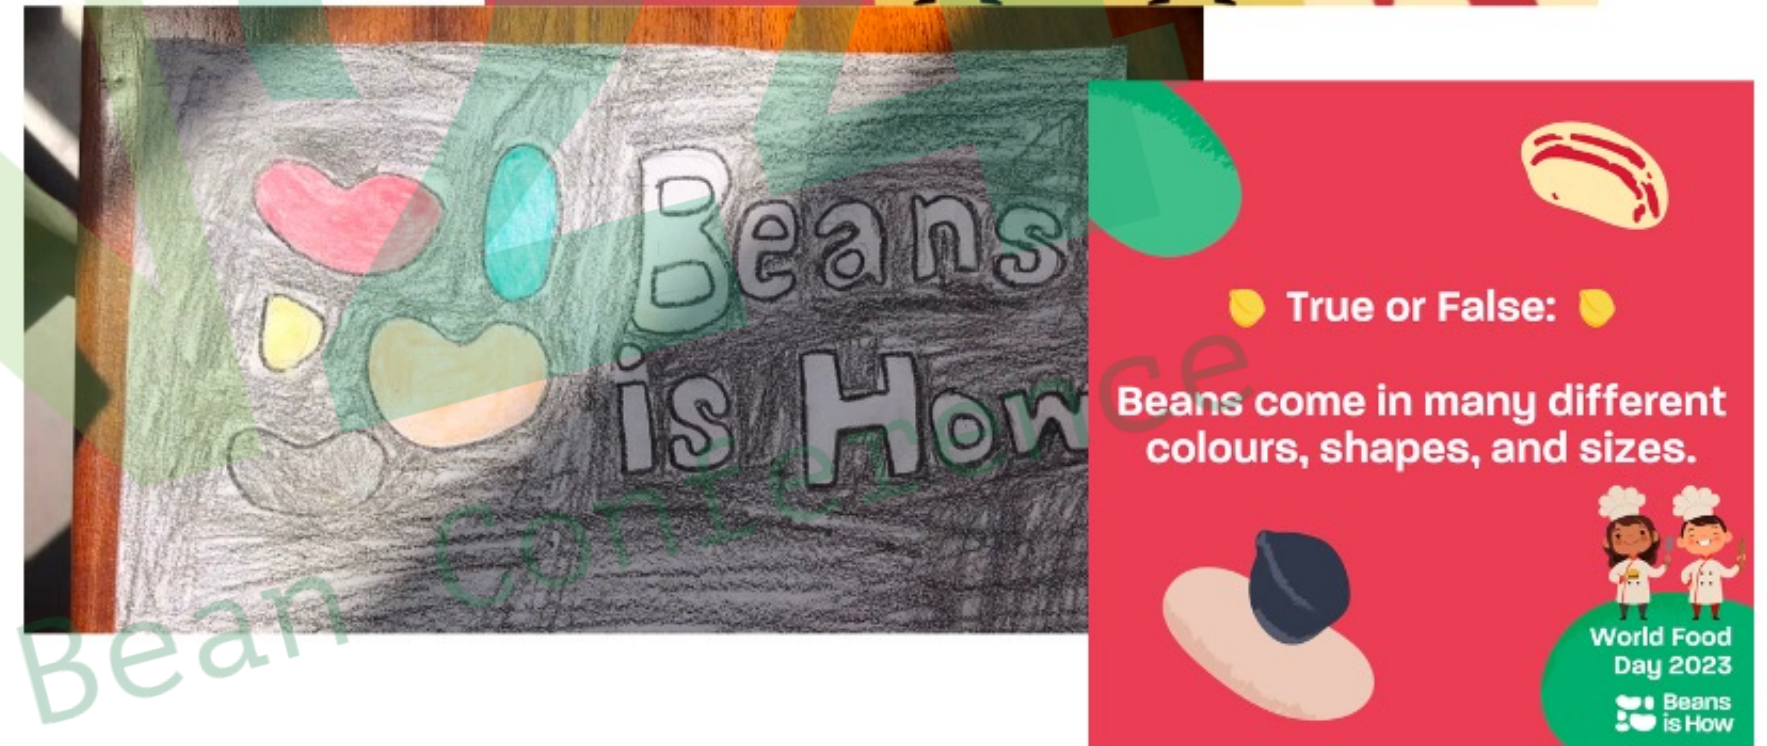 Beans
is How
True or False:
Beans come in many different
colours, shapes, and sizes.
World Food
Day 2023
Beans
is How
Bean Conference